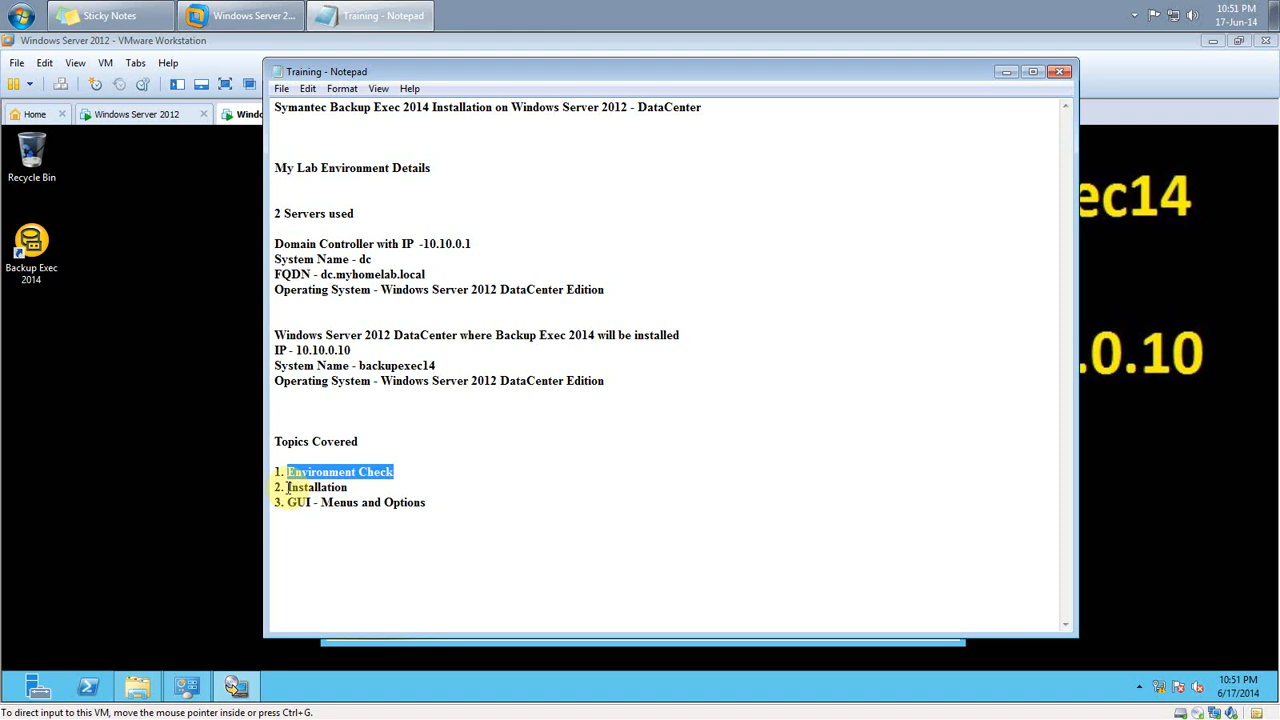 Sticky Notes
Windows Server 2...
Training - Notepad
10:51 PM
17-Jun-14
Windows Server 2012 - VMware Workstation
File Edit View VM Tabs Help
Home
Windows Server 2012
Windo
Training - Notepad
File Edit Format View Help
Symantec Backup Exec 2014 Installation on Windows Server 2012 - DataCenter
My Lab Environment Details
2 Servers used
Domain Controller with IP -10.10.0.1
System Name - dc
FQDN - dc.myhomelab.local
Operating System - Windows Server 2012 DataCenter Edition
Windows Server 2012 DataCenter where Backup Exec 2014 will be installed
IP - 10.10.0.10
System Name - backupexec14
Operating System - Windows Server 2012 DataCenter Edition
Topics Covered
1. Environment Check
2. Installation
3. GUI - Menus and Options
Recycle Bin
Backup Exec
2014
ec14
.0.10
10:51 PM
6/17/2014
To direct input to this VM, move the mouse pointer inside or press Ctrl+G.